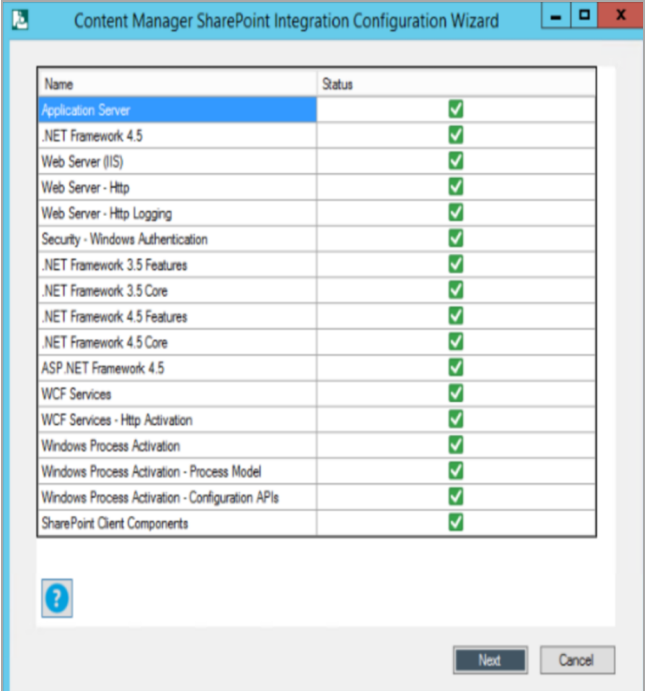 Content Manager SharePoint Integration Configuration Wizard
Name Status
Application Server
.NET Framework 4.5
Web Server (IIS)
Web Server - Http
Web Server - Http Logging
Security - Windows Authentication
.NET Framework 3.5 Features
.NET Framework 3.5 Core
.NET Framework 4.5 Features
.NET Framework 4.5 Core
ASP.NET Framework 4.5
WCF Services
WCF Services - Http Activation
Windows Process Activation
Windows Process Activation - Process Model
Windows Process Activation - Configuration APIs
SharePoint Client Components
?
Next Cancel